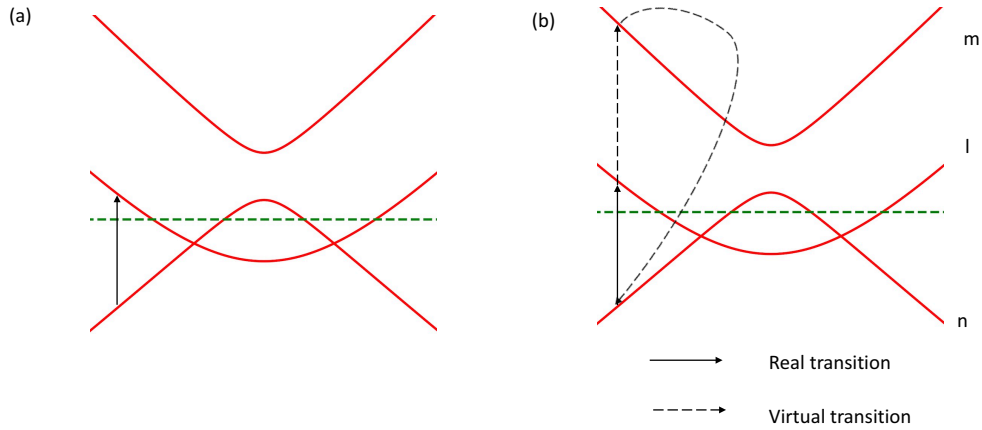 (a)
(b)
m
l
n
Real transition
Virtual transition